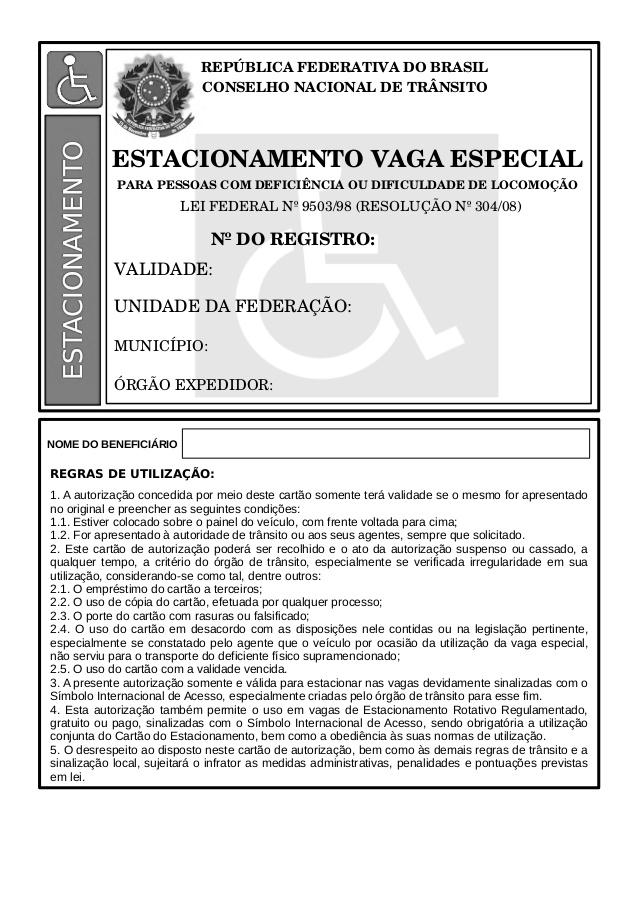 REPÚBLICA FEDERATIVA DO BRASIL
CONSELHO NACIONAL DE TRÂNSITO
ESTACIONAMENTO
ESTACIONAMENTO VAGA ESPECIAL
PARA PESSOAS COM DEFICIÊNCIA OU DIFICULDADE DE LOCOMOÇÃO
LEI FEDERAL Nº 9503/98 (RESOLUÇÃO Nº 304/08)
Nº DO REGISTRO:
VALIDADE:
UNIDADE DA FEDERAÇÃO:
MUNICÍPIO:
ÓRGÃO EXPEDIDOR:
NOME DO BENEFICIÁRIO
REGRAS DE UTILIZAÇÃO:
1. A autorização concedida por meio deste cartão somente terá validade se o mesmo for apresentado
no original e preencher as seguintes condições:
1.1. Estiver colocado sobre o painel do veículo, com frente voltada para cima;
1.2. For apresentado à autoridade de trânsito ou aos seus agentes, sempre que solicitado.
2. Este cartão de autorização poderá ser recolhido e o ato da autorização suspenso ou cassado, a
qualquer tempo, a critério do órgão de trânsito, especialmente se verificada irregularidade em sua
utilização, considerando-se como tal, dentre outros:
2.1. O empréstimo do cartão a terceiros;
2.2. O uso de cópia do cartão, efetuada por qualquer processo;
2.3. O porte do cartão com rasuras ou falsificado;
2.4. O uso do cartão em desacordo com as disposições nele contidas ou na legislação pertinente,
especialmente se constatado pelo agente que o veículo por ocasião da utilização da vaga especial,
não serviu para o transporte do deficiente físico supramencionado;
2.5. O uso do cartão com a validade vencida.
3. A presente autorização somente e válida para estacionar nas vagas devidamente sinalizadas com o
Símbolo Internacional de Acesso, especialmente criadas pelo órgão de trânsito para esse fim.
4. Esta autorização também permite o uso em vagas de Estacionamento Rotativo Regulamentado,
gratuito ou pago, sinalizadas com o Símbolo Internacional de Acesso, sendo obrigatória a utilização
conjunta do Cartão do Estacionamento, bem como a obediência às suas normas de utilização.
5. O desrespeito ao disposto neste cartão de autorização, bem como às demais regras de trânsito e a
sinalização local, sujeitará o infrator as medidas administrativas, penalidades e pontuações previstas
em lei.